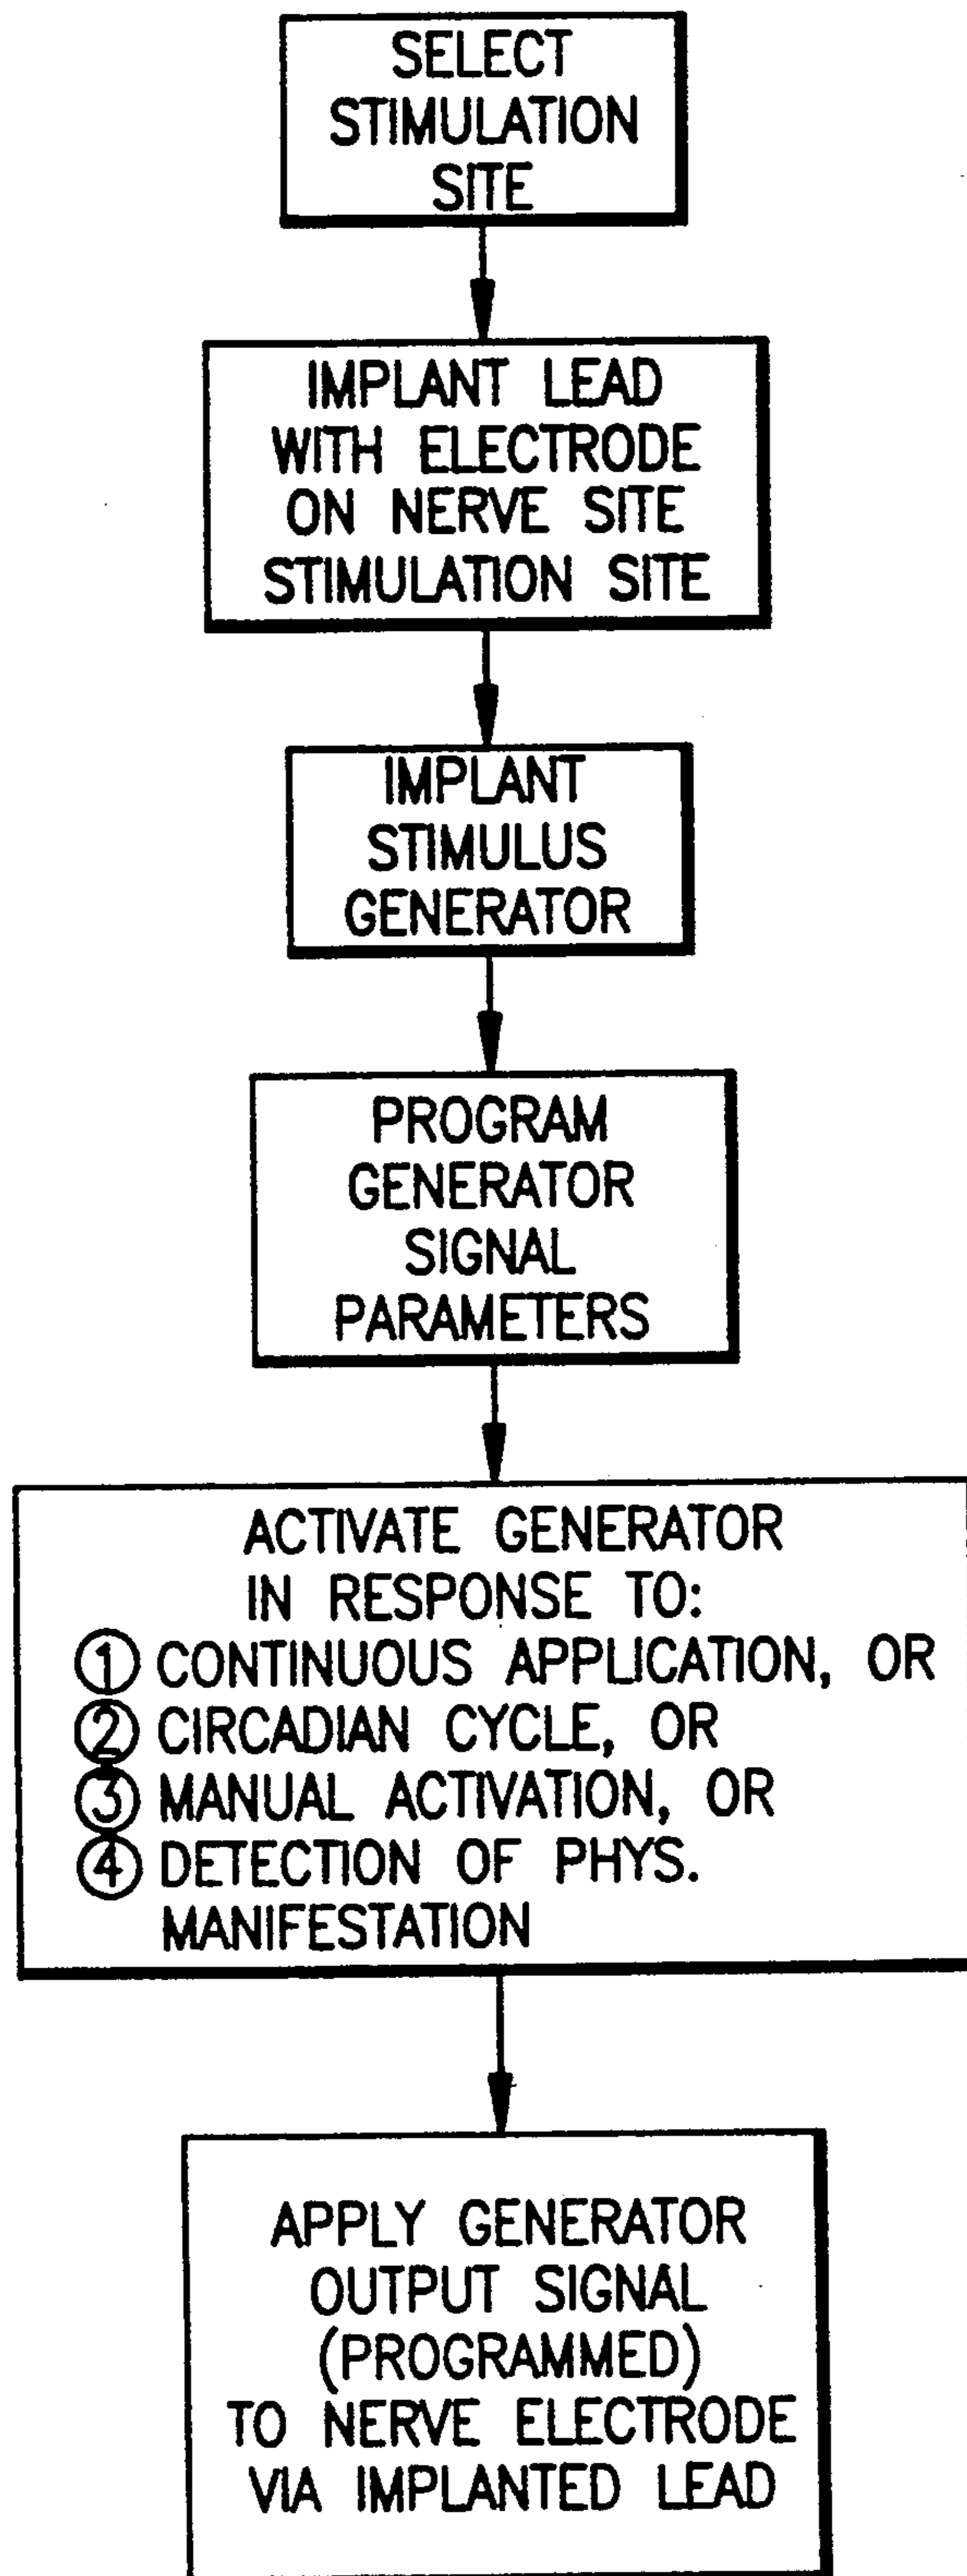 SELECT
STIMULATION
SITE
IMPLANT LEAD
WITH ELECTRODE
ON NERVE SITE
STIMULATION SITE
IMPLANT
STIMULUS
GENERATOR
PROGRAM
GENERATOR
SIGNAL
PARAMETERS
ACTIVATE GENERATOR
IN RESPONSE TO:
① CONTINUOUS APPLICATION, OR
② CIRCADIAN CYCLE, OR
③ MANUAL ACTIVATION, OR
④ DETECTION OF PHYS.
MANIFESTATION
APPLY GENERATOR
OUTPUT SIGNAL
(PROGRAMMED)
TO NERVE ELECTRODE
VIA IMPLANTED LEAD